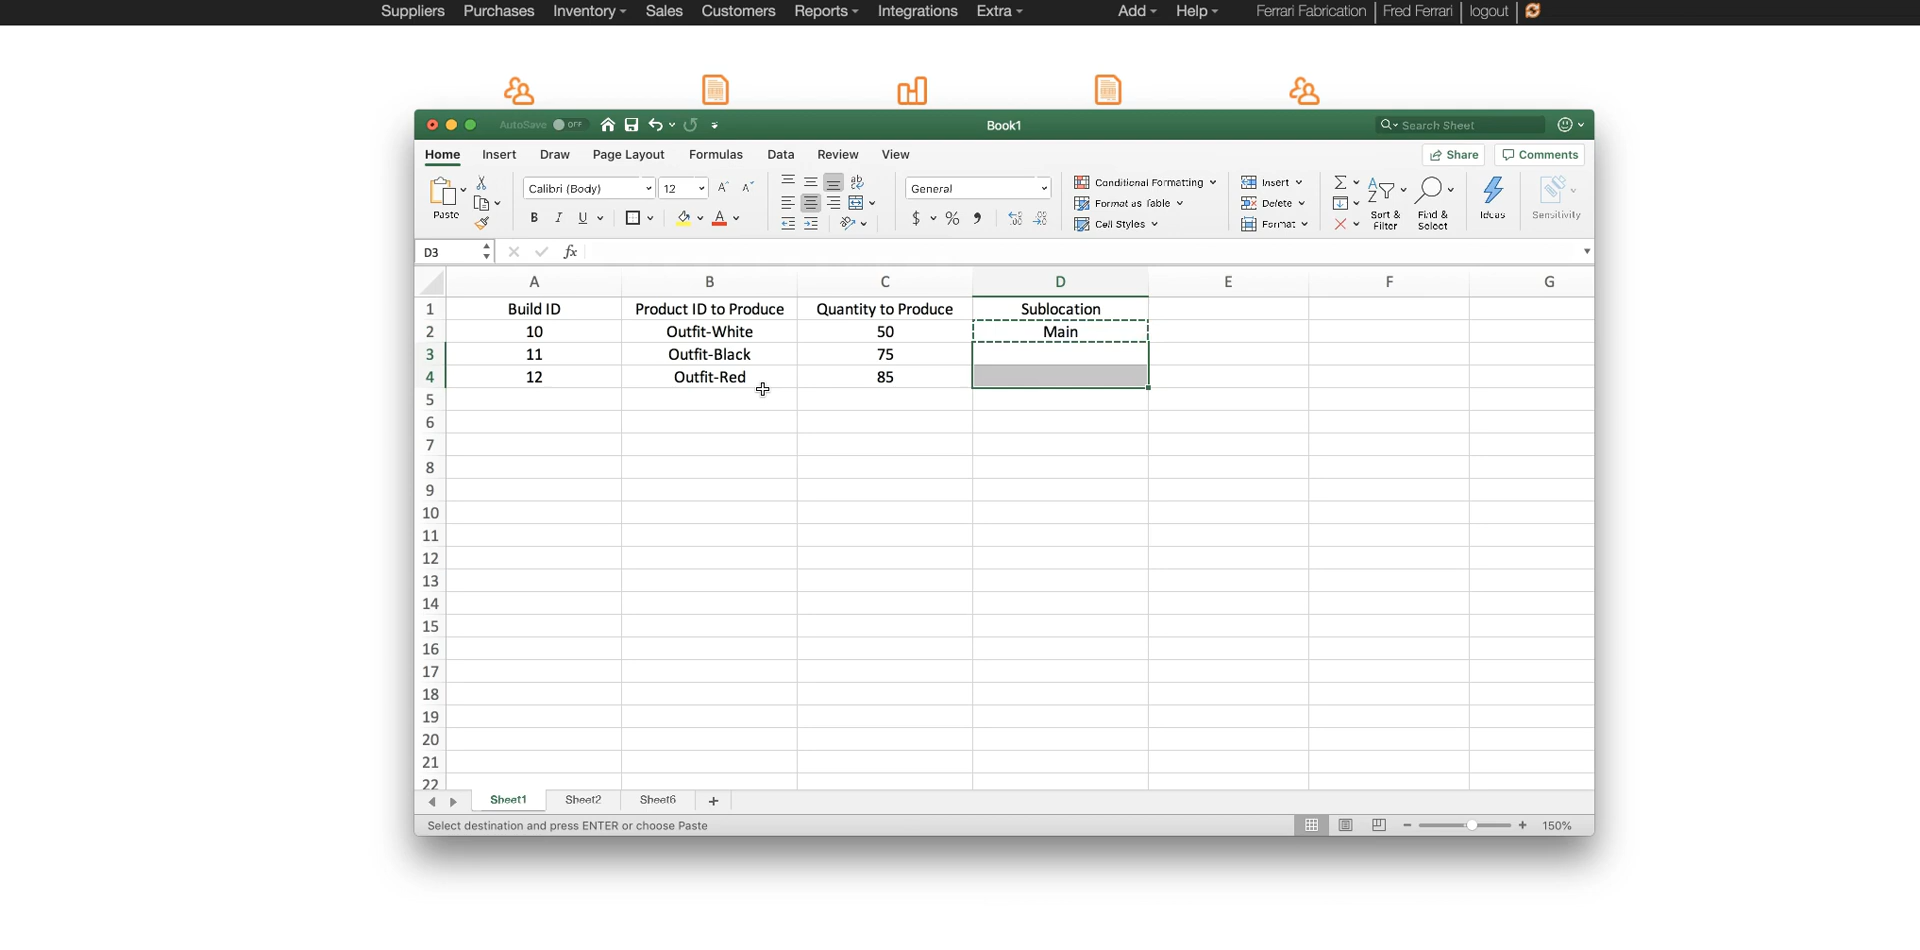 Suppliers Purchases Inventory Sales Customers Reports Integrations Extra Add Help Ferrari Fabrication Fred Ferrari logout
AutoSave OFF Book1 Search Sheet
Home Insert Draw Page Layout Formulas Data Review View Share Comments
Paste Calibri (Body) 12 General Conditional Formatting Format as Table Cell Styles Insert Delete Format Sort & Filter Find & Select Ideas Sensitivity
D3 fx
A B C D E F G
1 Build ID Product ID to Produce Quantity to Produce Sublocation
2 10 Outfit-White 50 Main
3 11 Outfit-Black 75
4 12 Outfit-Red 85
5
6
7
8
9
10
11
12
13
14
15
16
17
18
19
20
21
22
Sheet1 Sheet2 Sheet6 +
Select destination and press ENTER or choose Paste 150%